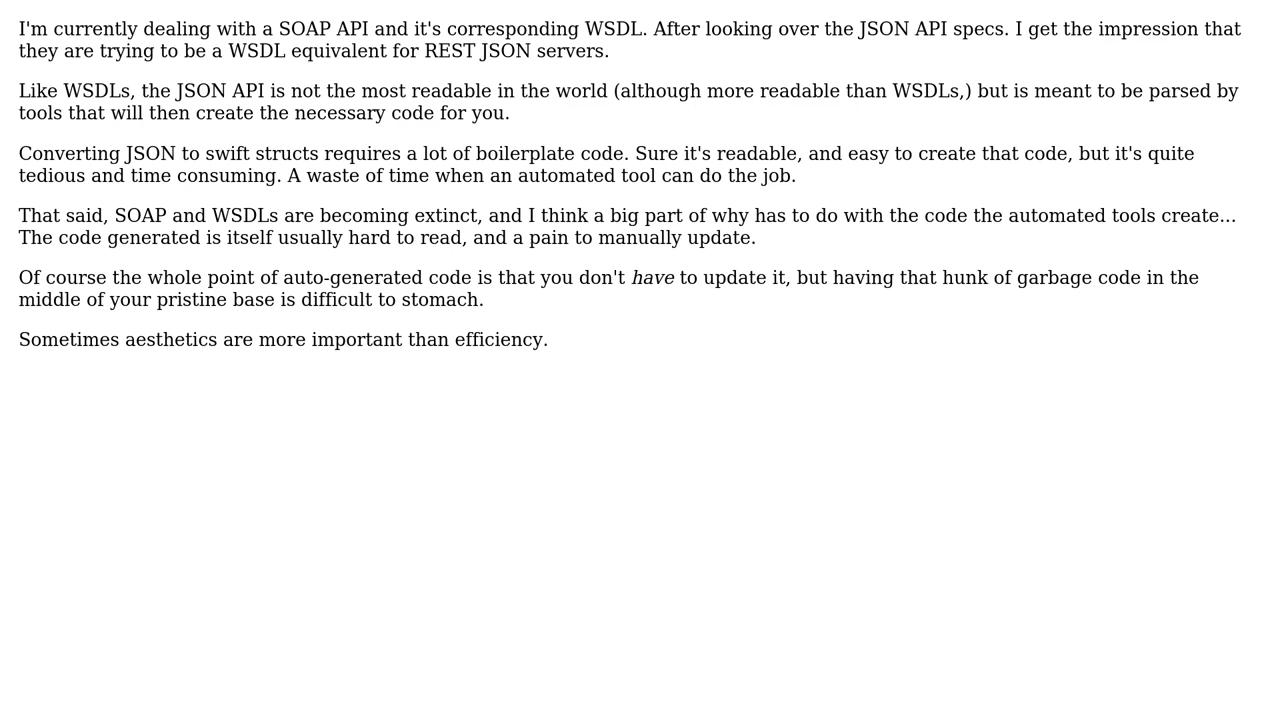 I'm currently dealing with a SOAP API and it's corresponding WSDL. After looking over the JSON API specs. I get the impression that
they are trying to be a WSDL equivalent for REST JSON servers.
Like WSDLs, the JSON API is not the most readable in the world (although more readable than WSDLs,) but is meant to be parsed by
tools that will then create the necessary code for you.
Converting JSON to swift structs requires a lot of boilerplate code. Sure it's readable, and easy to create that code, but it's quite
tedious and time consuming. A waste of time when an automated tool can do the job.
That said, SOAP and WSDLs are becoming extinct, and I think a big part of why has to do with the code the automated tools create...
The code generated is itself usually hard to read, and a pain to manually update.
Of course the whole point of auto-generated code is that you don't have to update it, but having that hunk of garbage code in the
middle of your pristine base is difficult to stomach.
Sometimes aesthetics are more important than efficiency.